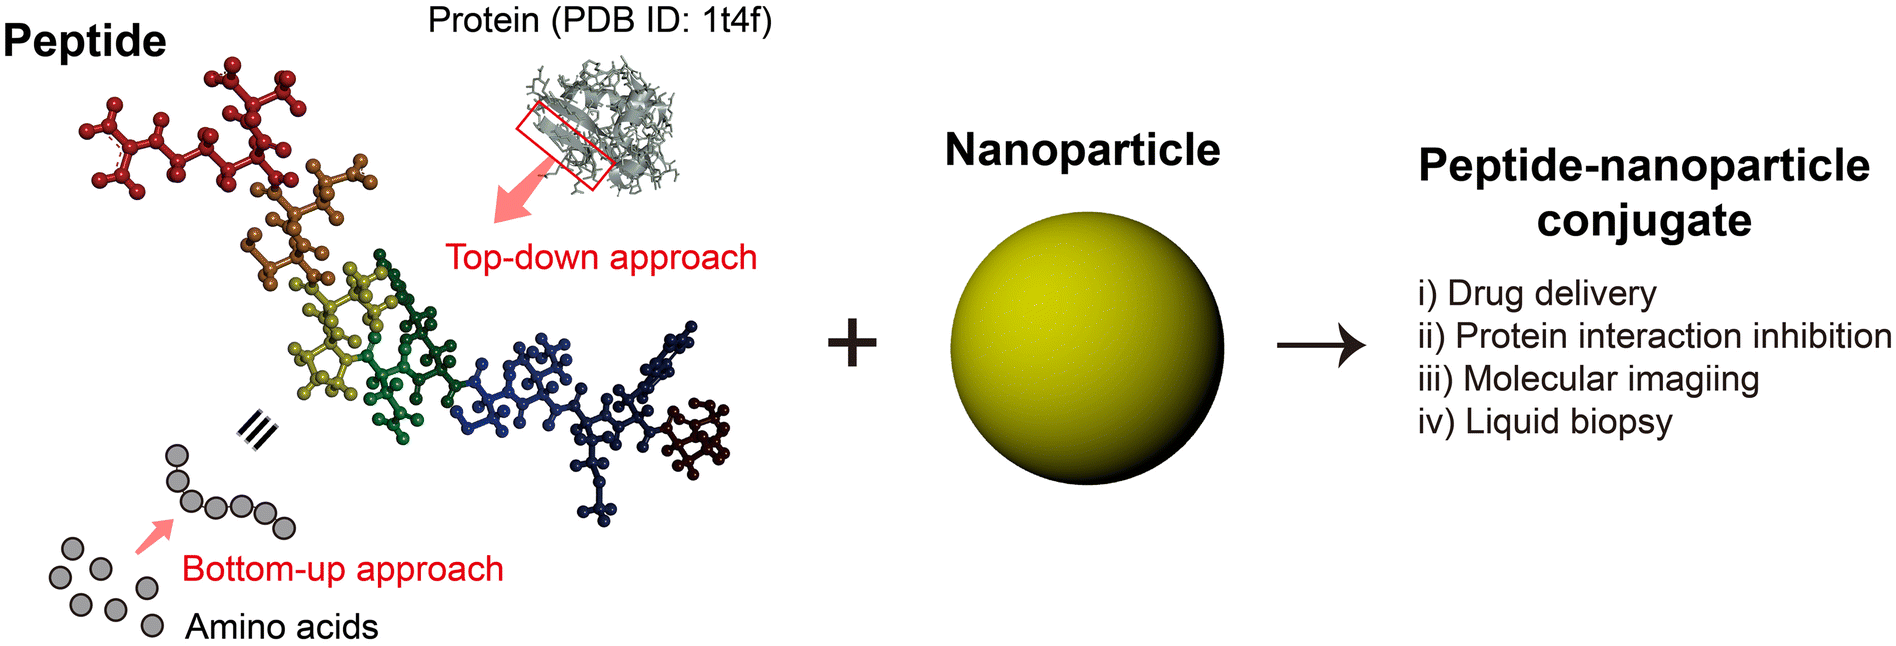 Peptide
Protein (PDB ID: 1t4f)
Top-down approach
Bottom-up approach
Amino acids
+
Nanoparticle
Peptide-nanoparticle
conjugate
i) Drug delivery
ii) Protein interaction inhibition
iii) Molecular imagiing
iv) Liquid biopsy